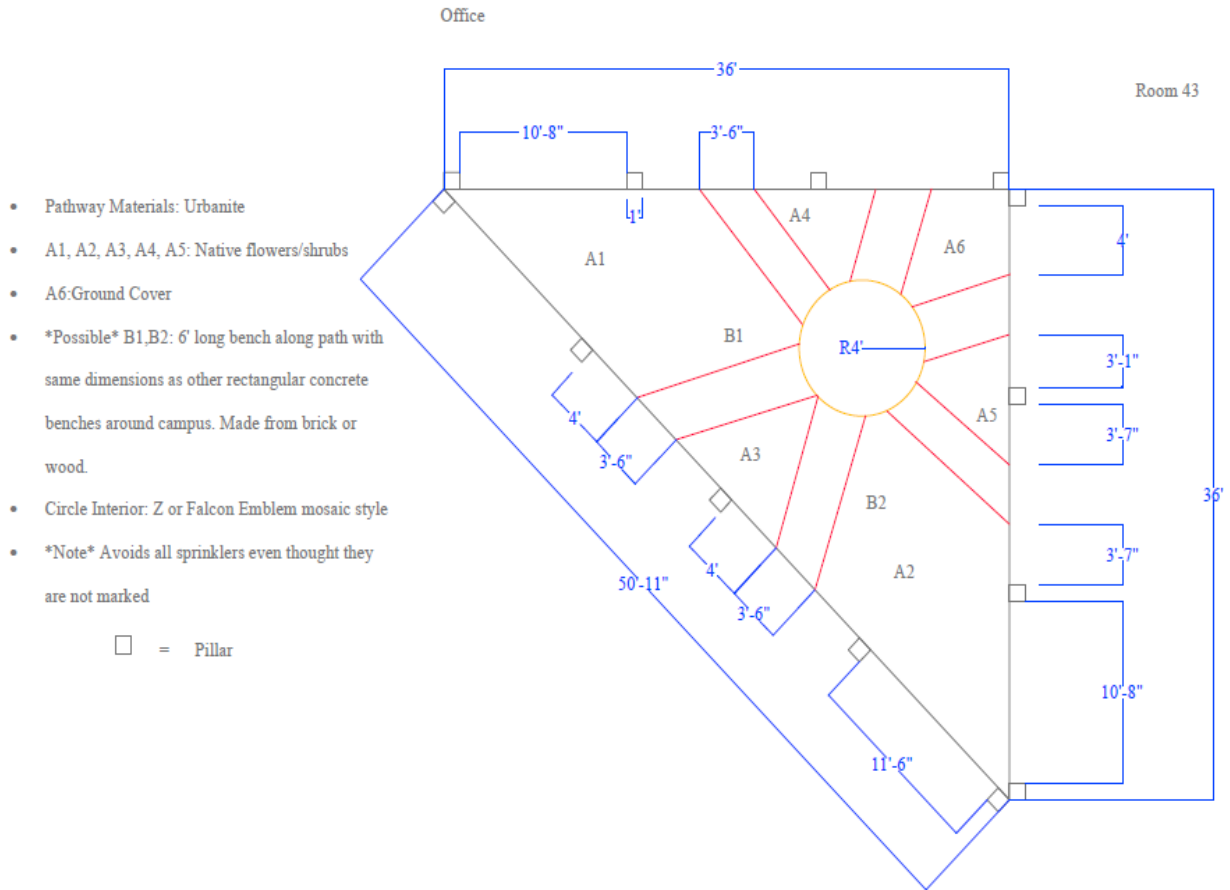 Office
36'
Room 43
10'-8"
3'-6"
• Pathway Materials: Urbanite
• A1, A2, A3, A4, A5: Native flowers/shrubs
• A6:Ground Cover
• *Possible* B1,B2: 6' long bench along path with
same dimensions as other rectangular concrete
benches around campus. Made from brick or
wood.
• Circle Interior: Z or Falcon Emblem mosaic style
• *Note* Avoids all sprinklers even thought they
are not marked
= Pillar
1'
A4
4'
A6
A1
B1
R4'
3'-1"
4'
A5
3'-7"
3'-6"
A3
36'
B2
3'-7"
4'
A2
50'-11"
3'-6"
10'-8"
11'-6"